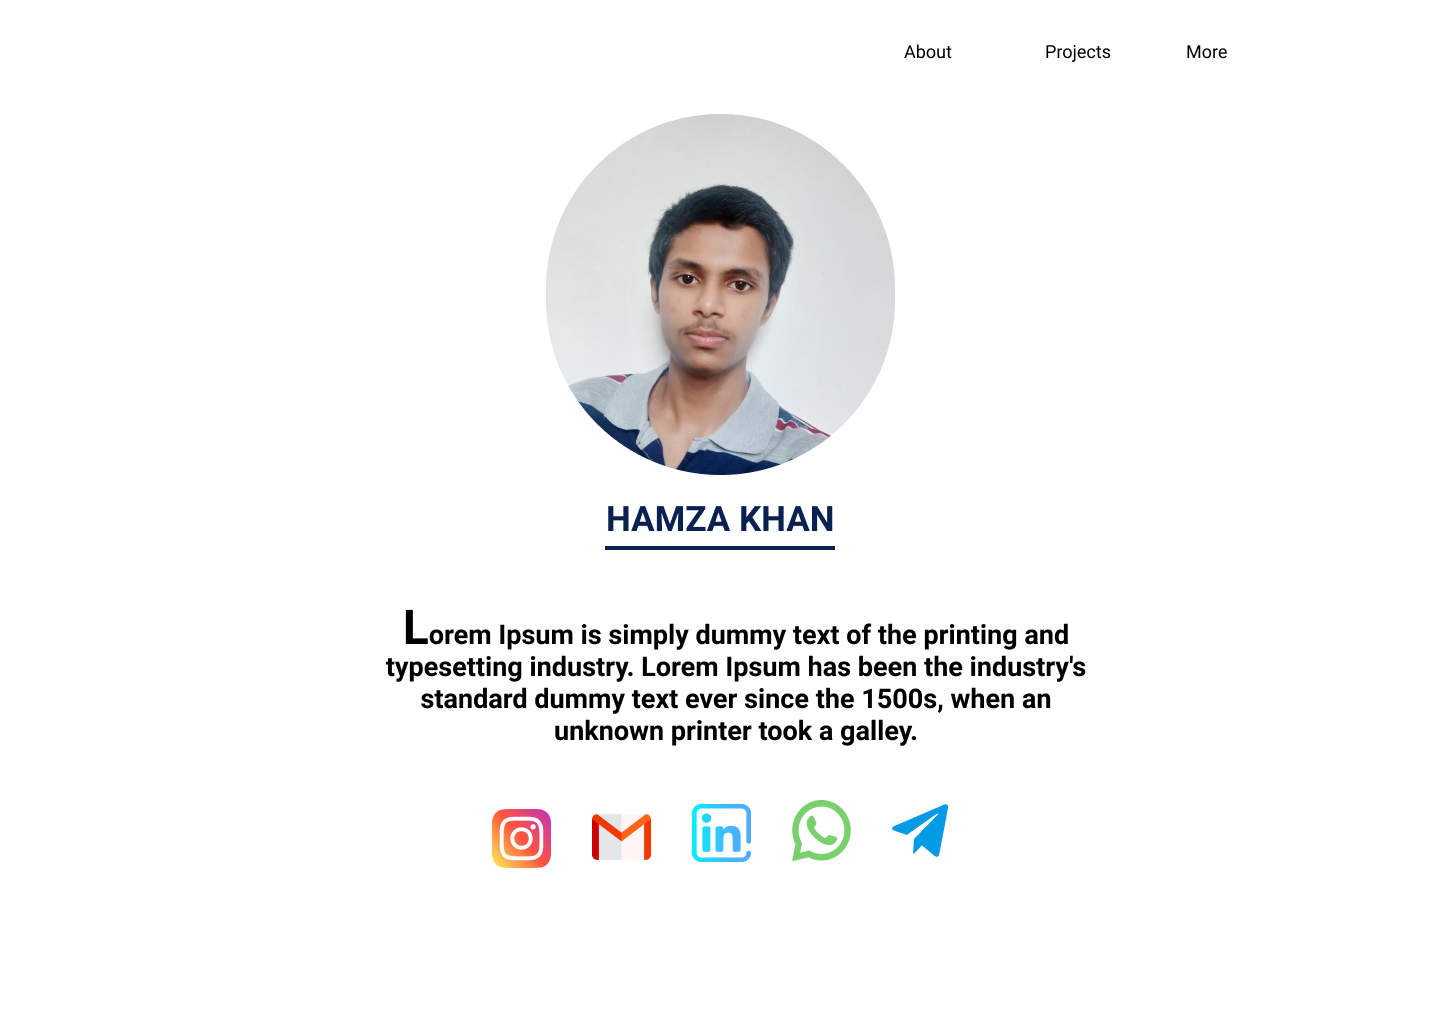 About Projects More
HAMZA KHAN
Lorem Ipsum is simply dummy text of the printing and
typesetting industry. Lorem Ipsum has been the industry's
standard dummy text ever since the 1500s, when an
unknown printer took a galley.
in